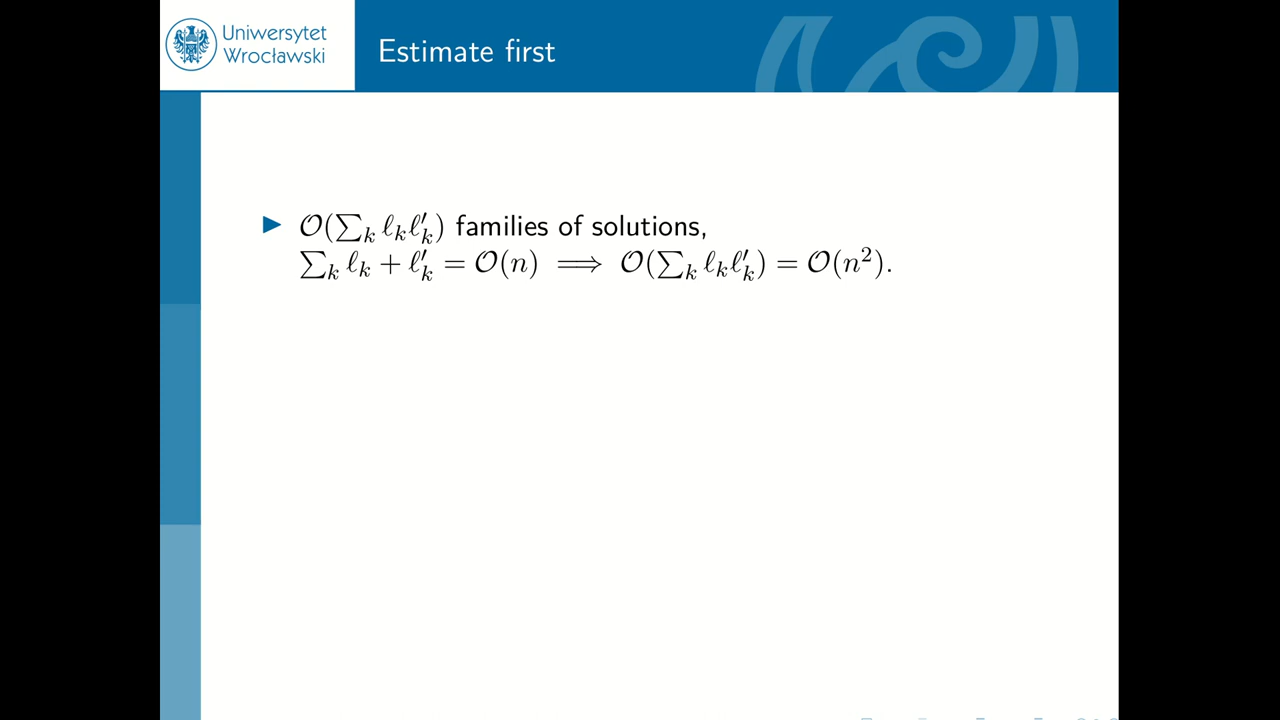 Uniwersytet
Wrocławski
Estimate first
▶ 𝒪(∑ₖ ℓₖℓ′ₖ) families of solutions,
∑ₖ ℓₖ + ℓ′ₖ = 𝒪(n) ⟹ 𝒪(∑ₖ ℓₖℓ′ₖ) = 𝒪(n²).